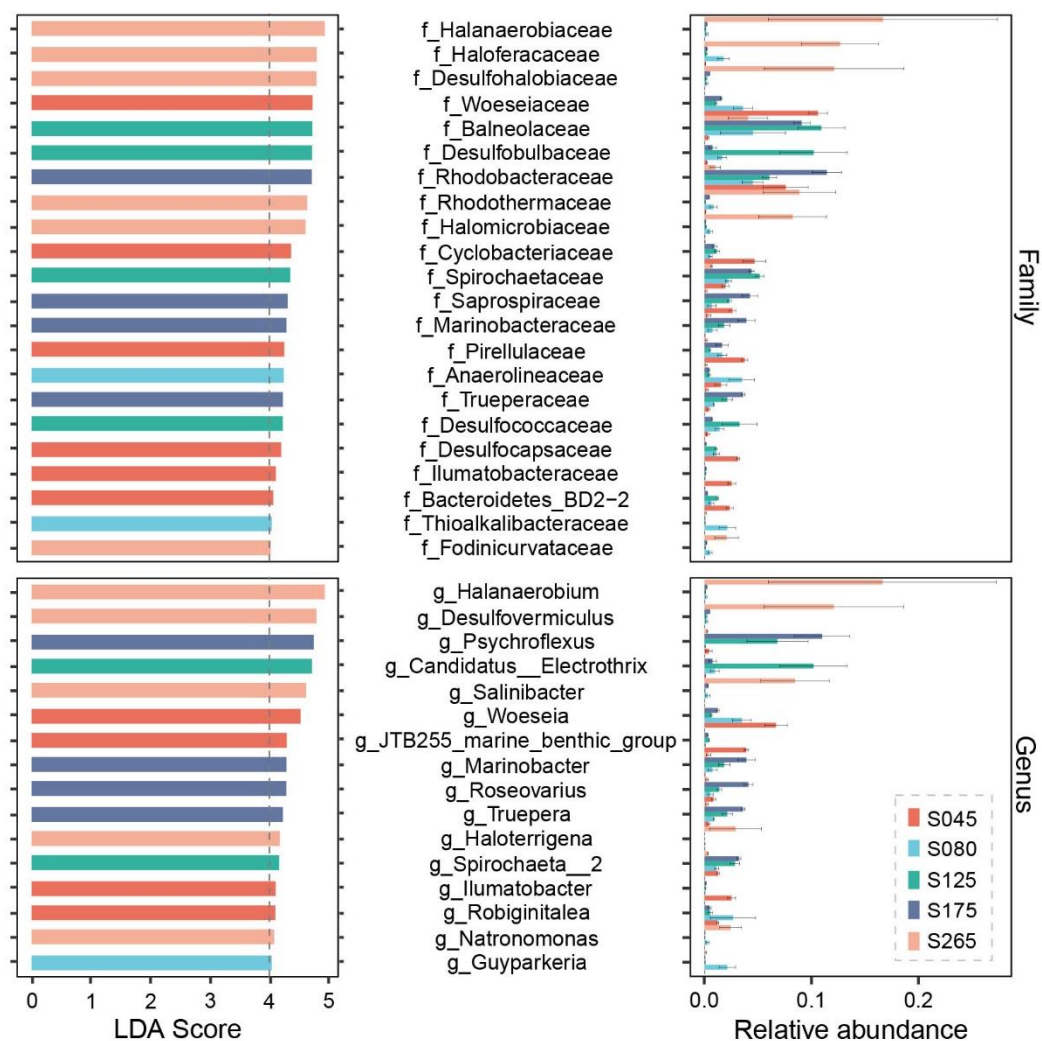 f_Halanaerobiaceae
f_Haloferacaceae
f_Desulfohalobiaceae
f_Woeseiaceae
f_Balneolaceae
f_Desulfobulbaceae
f_Rhodobacteraceae
f_Rhodothermaceae
f_Halomicrobiaceae
f_Cyclobacteriaceae
f_Spirochaetaceae
f_Saprospiraceae
f_Marinobacteraceae
f_Pirellulaceae
f_Anaerolineaceae
f_Trueperaceae
f_Desulfococcaceae
f_Desulfocapsaceae
f_Ilumatobacteraceae
f_Bacteroidetes_BD2-2
f_Thioalkalibacteraceae
f_Fodinicurvataceae
Family
g_Halanaerobium
g_Desulfovermiculus
g_Psychroflexus
g_Candidatus__Electrothrix
g_Salinibacter
g_Woeseia
g_JTB255_marine_benthic_group
g_Marinobacter
g_Roseovarius
g_Truepera
g_Haloterrigena
g_Spirochaeta__2
g_Ilumatobacter
g_Robiginitalea
g_Natronomonas
g_Guyparkeria
Genus
S045
S080
S125
S175
S265
0 1 2 3 4 5
LDA Score
0.0 0.1 0.2
Relative abundance